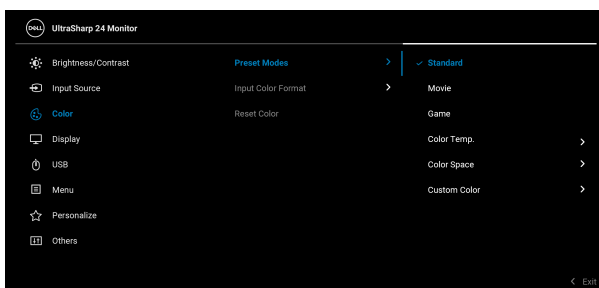 DELL UltraSharp 24 Monitor
Brightness/Contrast Preset Modes Standard
Input Source Input Color Format Movie
Color Reset Color Game
Display Color Temp.
USB Color Space
Menu Custom Color
Personalize
Others
Exit